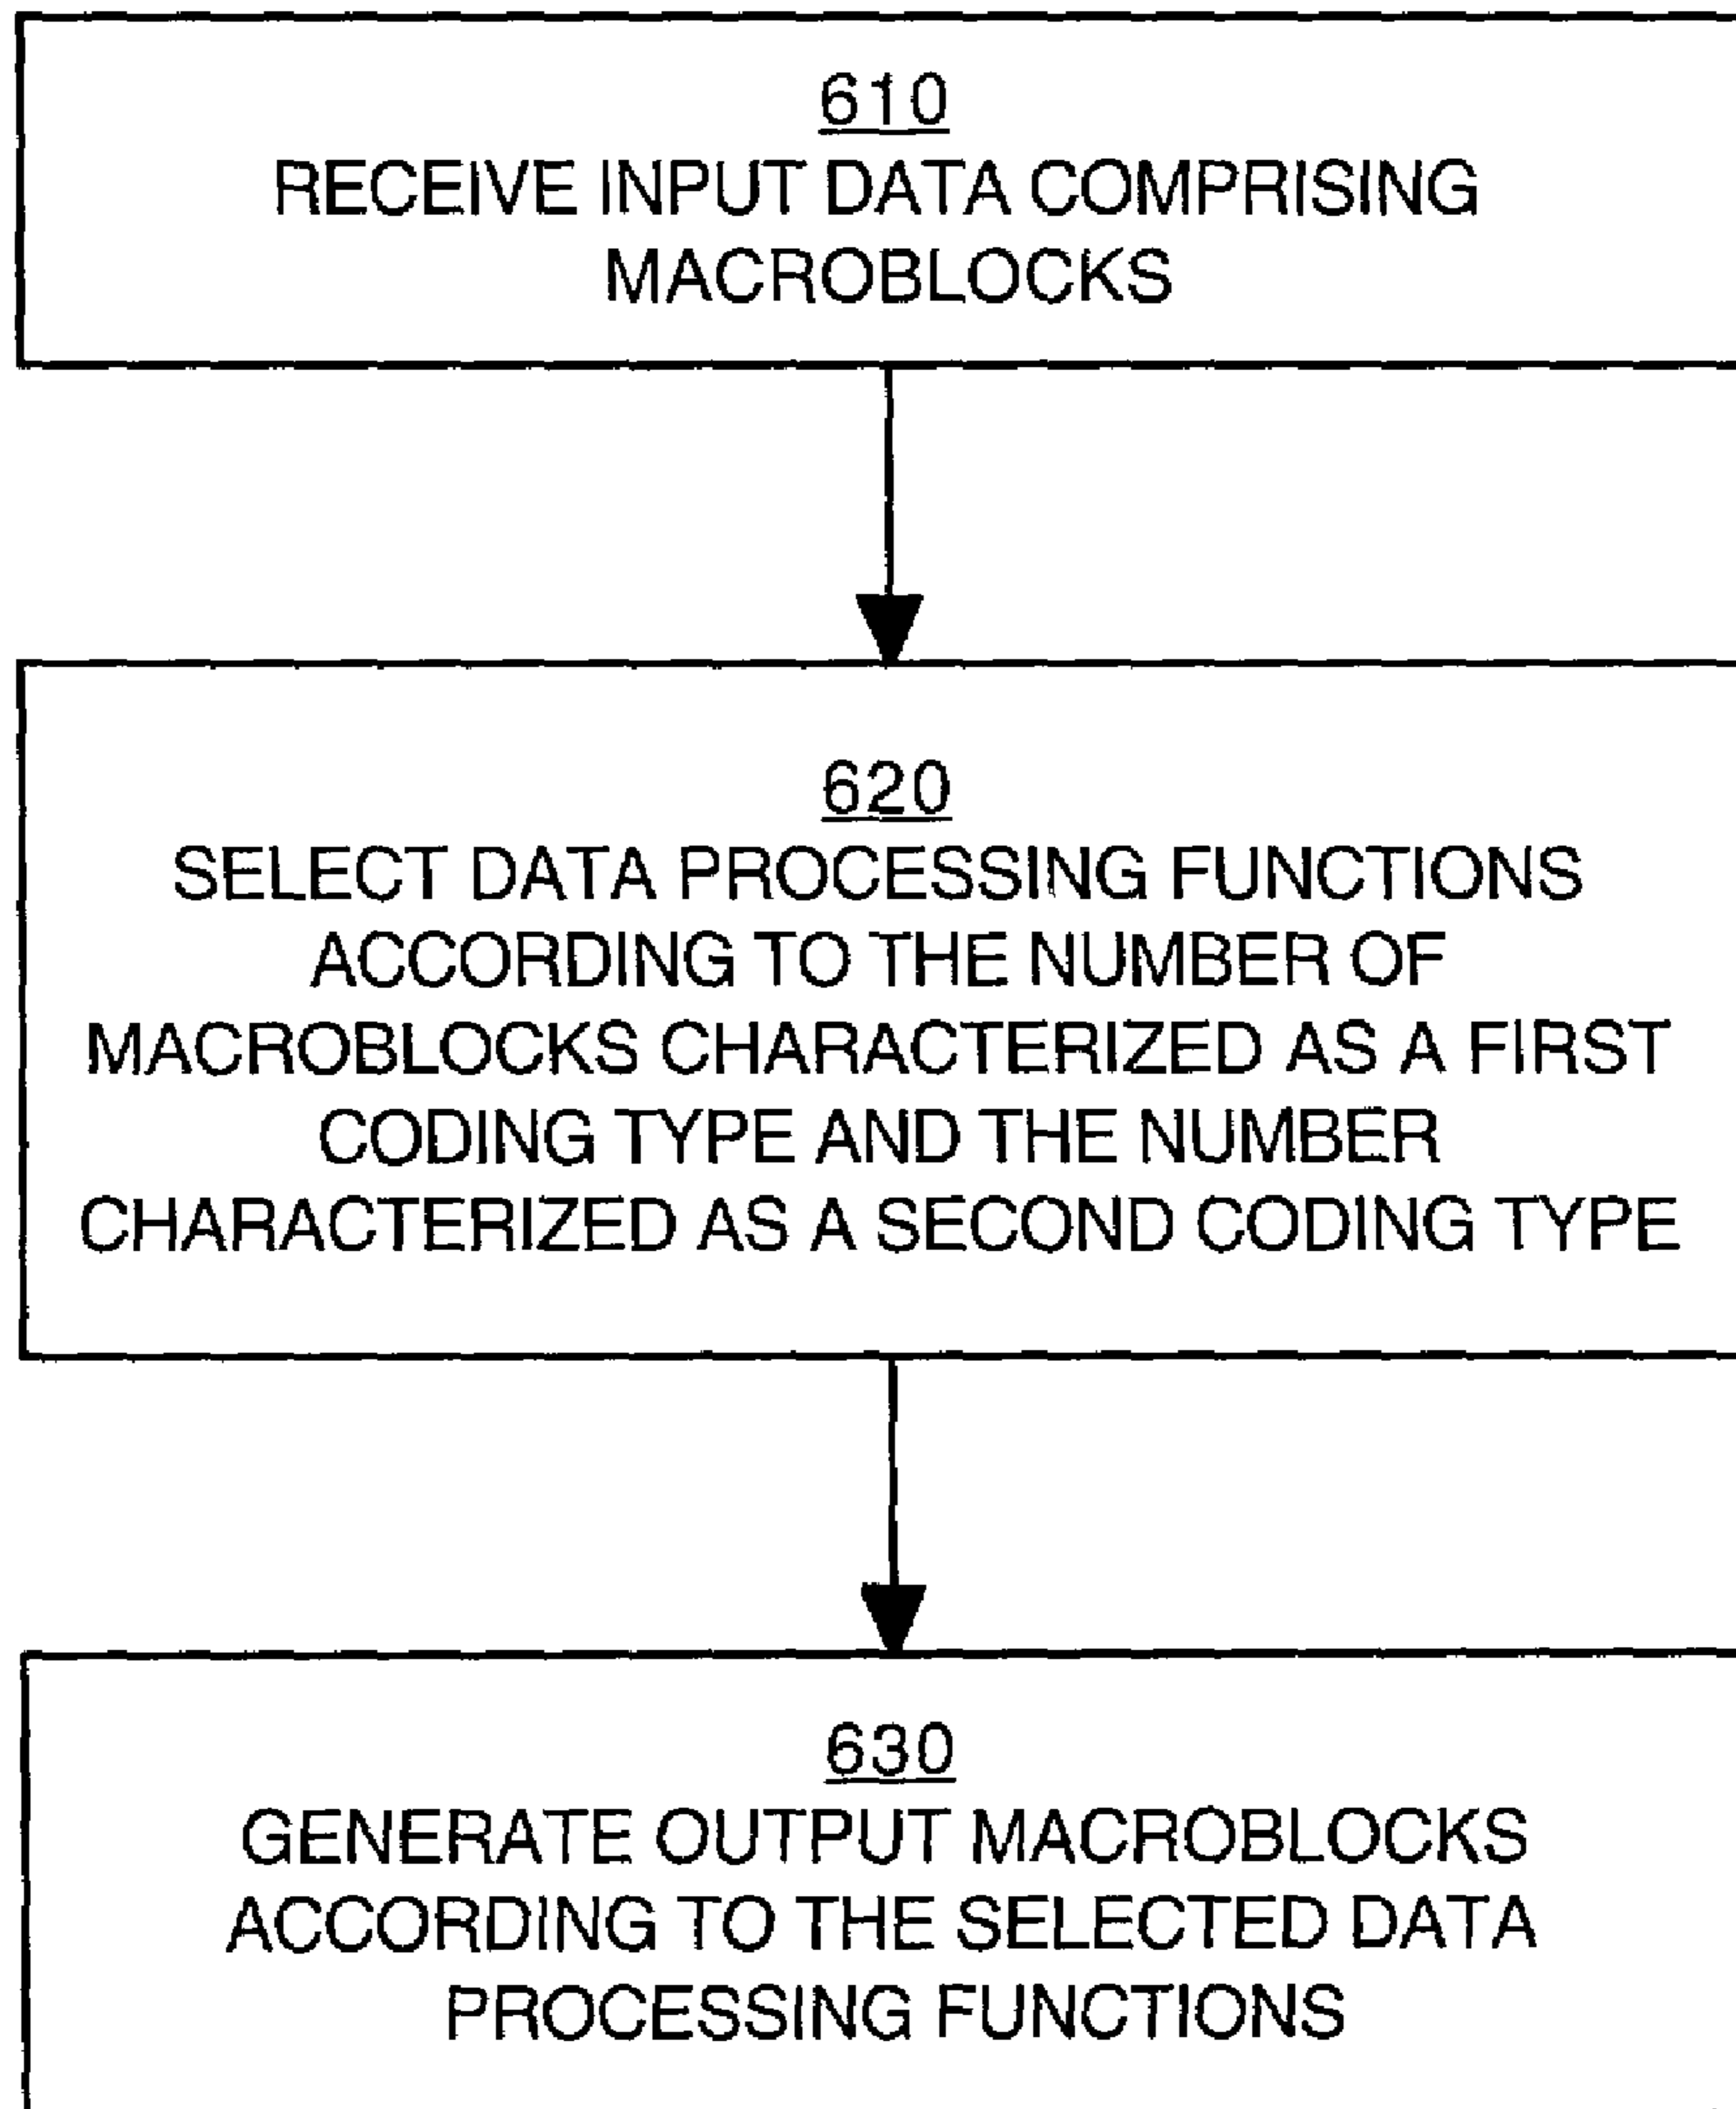 610
RECEIVE INPUT DATA COMPRISING
MACROBLOCKS
620
SELECT DATA PROCESSING FUNCTIONS
ACCORDING TO THE NUMBER OF
MACROBLOCKS CHARACTERIZED AS A FIRST
CODING TYPE AND THE NUMBER
CHARACTERIZED AS A SECOND CODING TYPE
630
GENERATE OUTPUT MACROBLOCKS
ACCORDING TO THE SELECTED DATA
PROCESSING FUNCTIONS